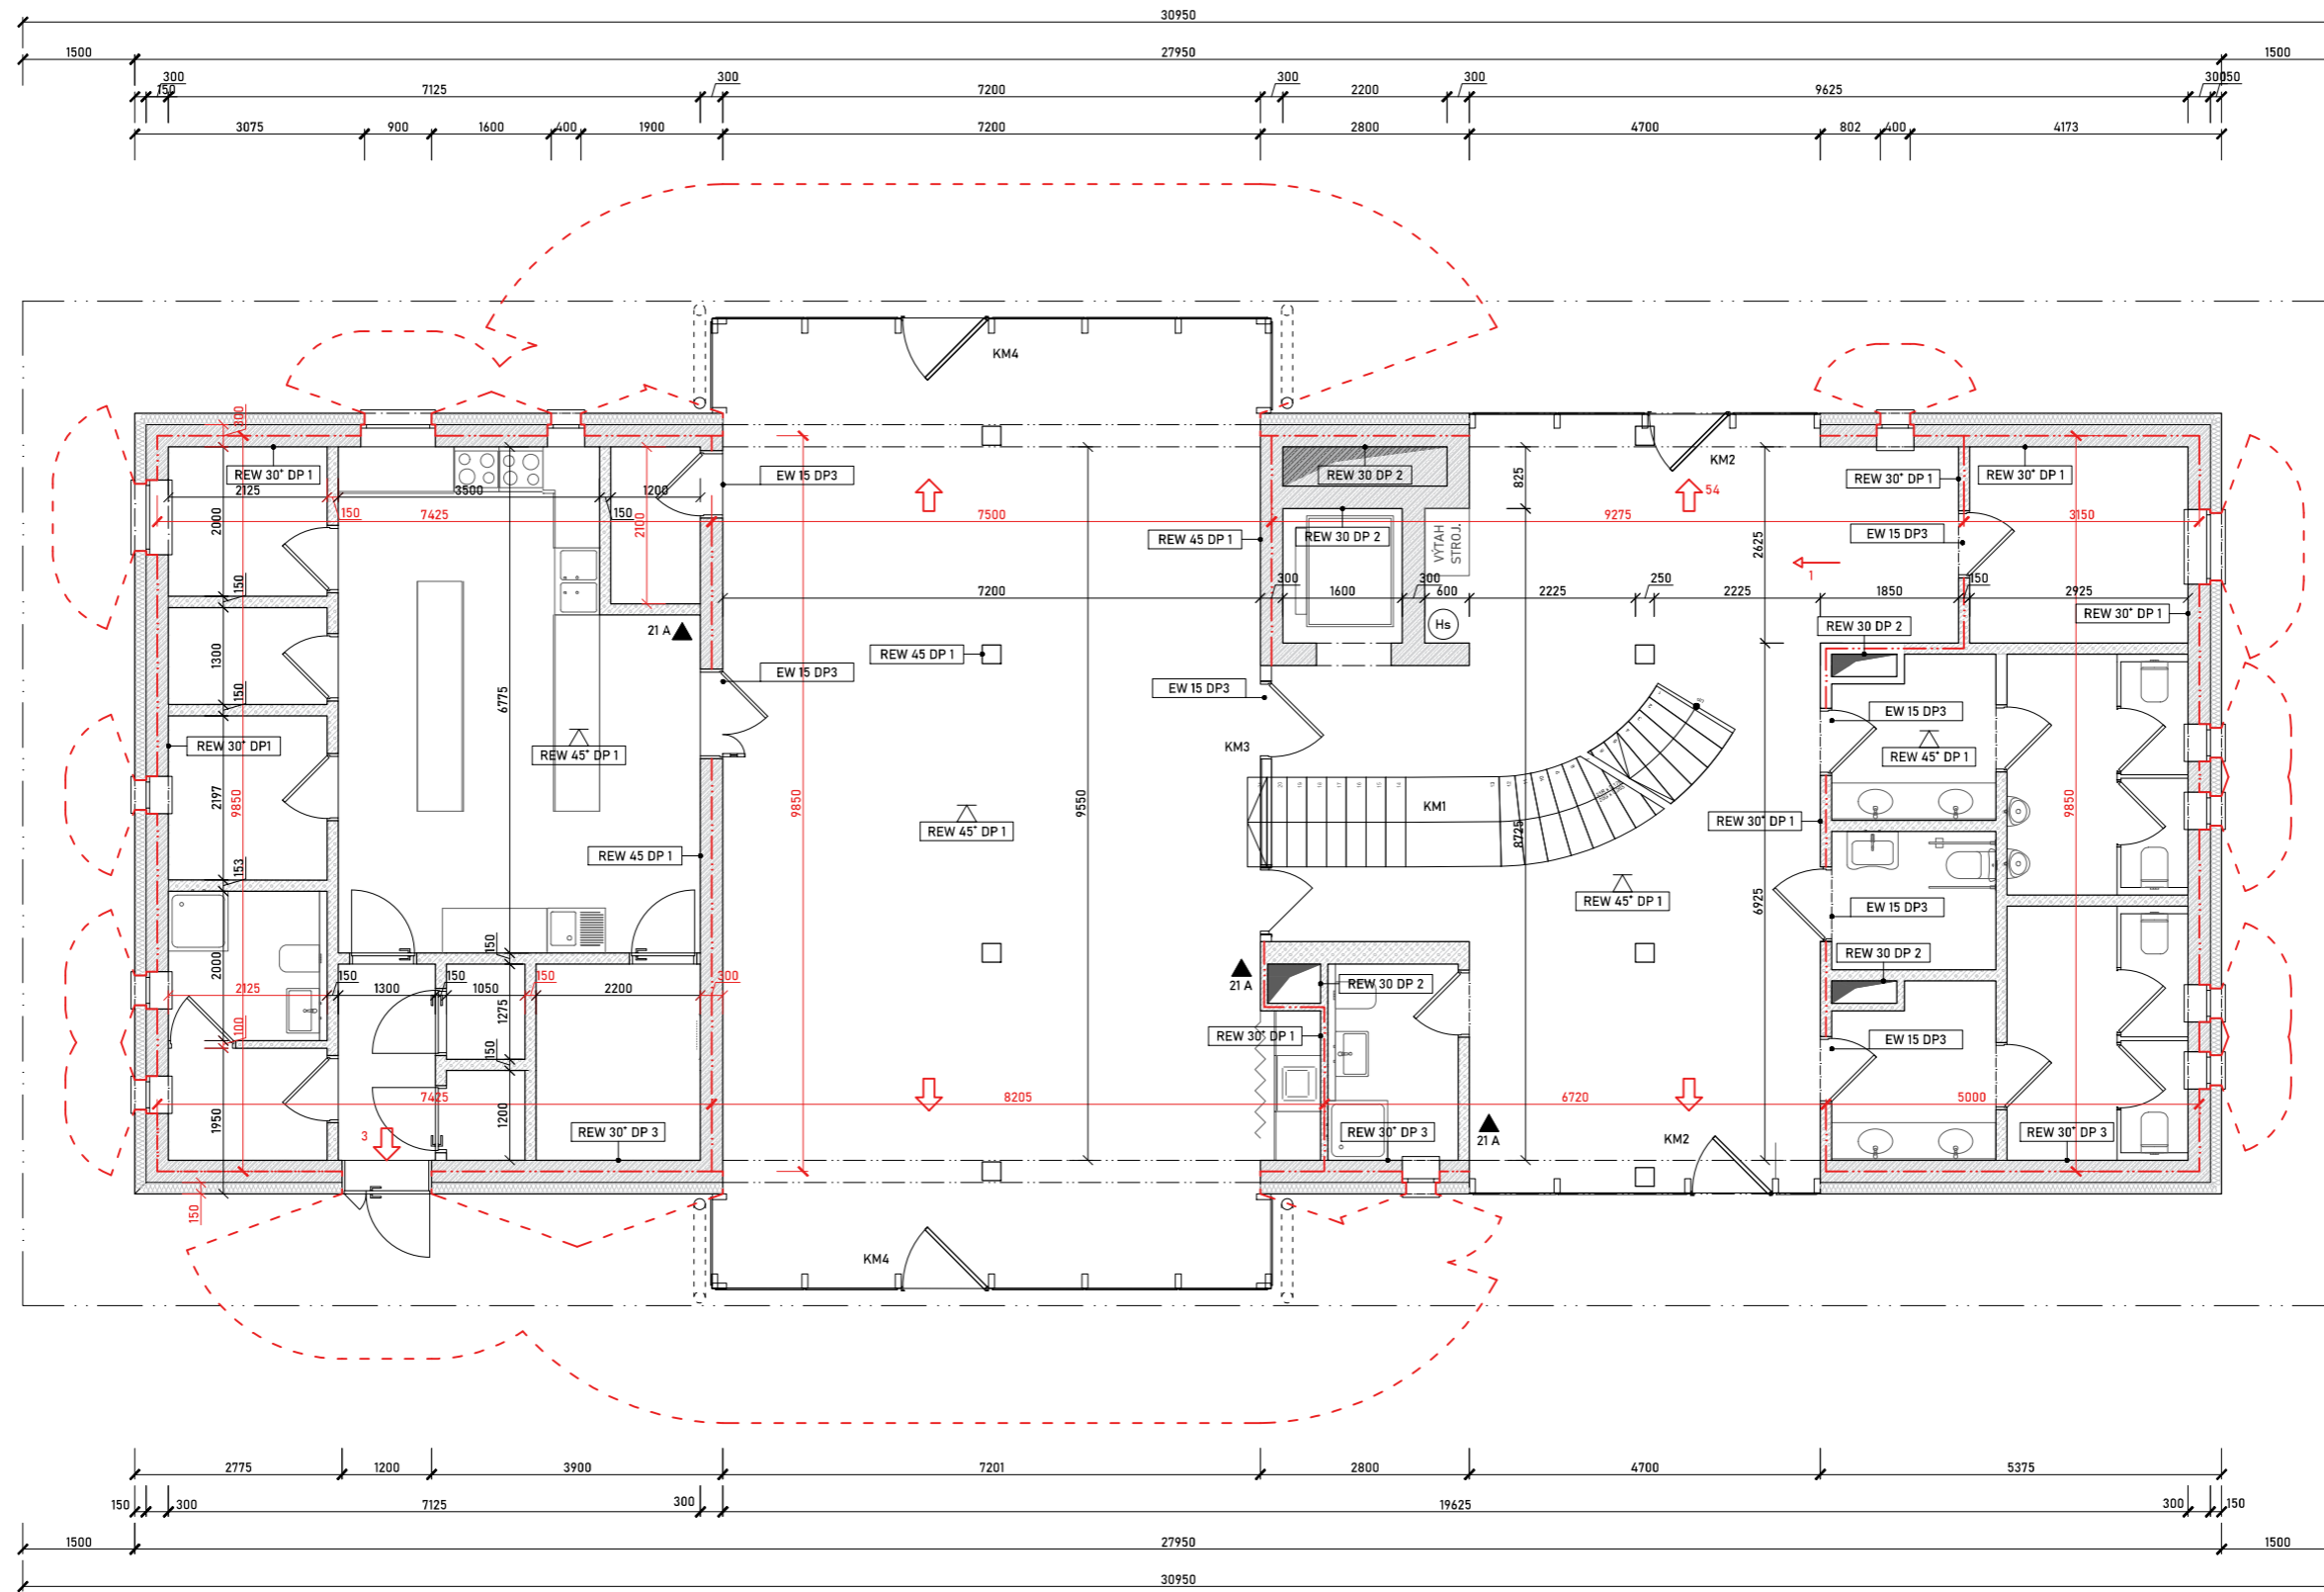 30950
1500 27950 1500
300 300 300 300
150 7125 7200 2200 9625
3075 900 1600 400 1900 7200 2800 4700 802 400 4173
KM4
KM2
300
REW 30* DP 1
EW 15 DP3
REW 30 DP 2
REW 30* DP 1
REW 30* DP 1
2125 3500 1200
150 150
7425 7500 9275 3150
54
2000
2100
825
2625
REW 45 DP 1
REW 30 DP 2
VÝTAH
STROJ.
EW 15 DP3
1
150
7200 300 1600 300 600 2225 250 2225 1850 150 2925
REW 30* DP 1
21 A
Hs
REW 30 DP 2
1300
REW 45 DP 1
EW 15 DP3
EW 15 DP3
150
6775
EW 15 DP3
REW 30* DP1
REW 45* DP 1
KM3
REW 45* DP 1
2197
9850
9850
9550
REW 45* DP 1
KM1
8725
REW 30* DP 1
9850
REW 45 DP 1
153
REW 45* DP 1
6925
EW 15 DP3
150
2000
REW 30 DP 2
2125 150 1300 150 1050 150 2200 300
21 A
REW 30 DP 2
1275
100
REW 30* DP 1
EW 15 DP3
150
7425 8205 6720 5000
1950
1200
3
REW 30* DP 3
REW 30* DP 3
21 A
KM2
REW 30* DP 3
150
KM4
2775 1200 3900 7201 2800 4700 5375
150 300 7125 300 19625 300 150
1500 27950 1500
30950